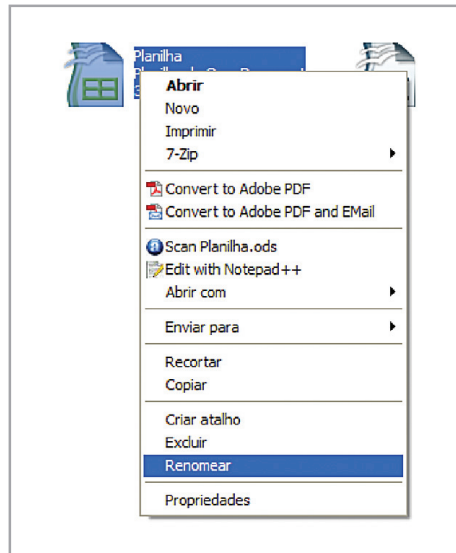 Planilha
Abrir
Novo
Imprimir
7-Zip
Convert to Adobe PDF
Convert to Adobe PDF and EMail
Scan Planilha.ods
Edit with Notepad++
Abrir com
Enviar para
Recortar
Copiar
Criar atalho
Excluir
Renomear
Propriedades